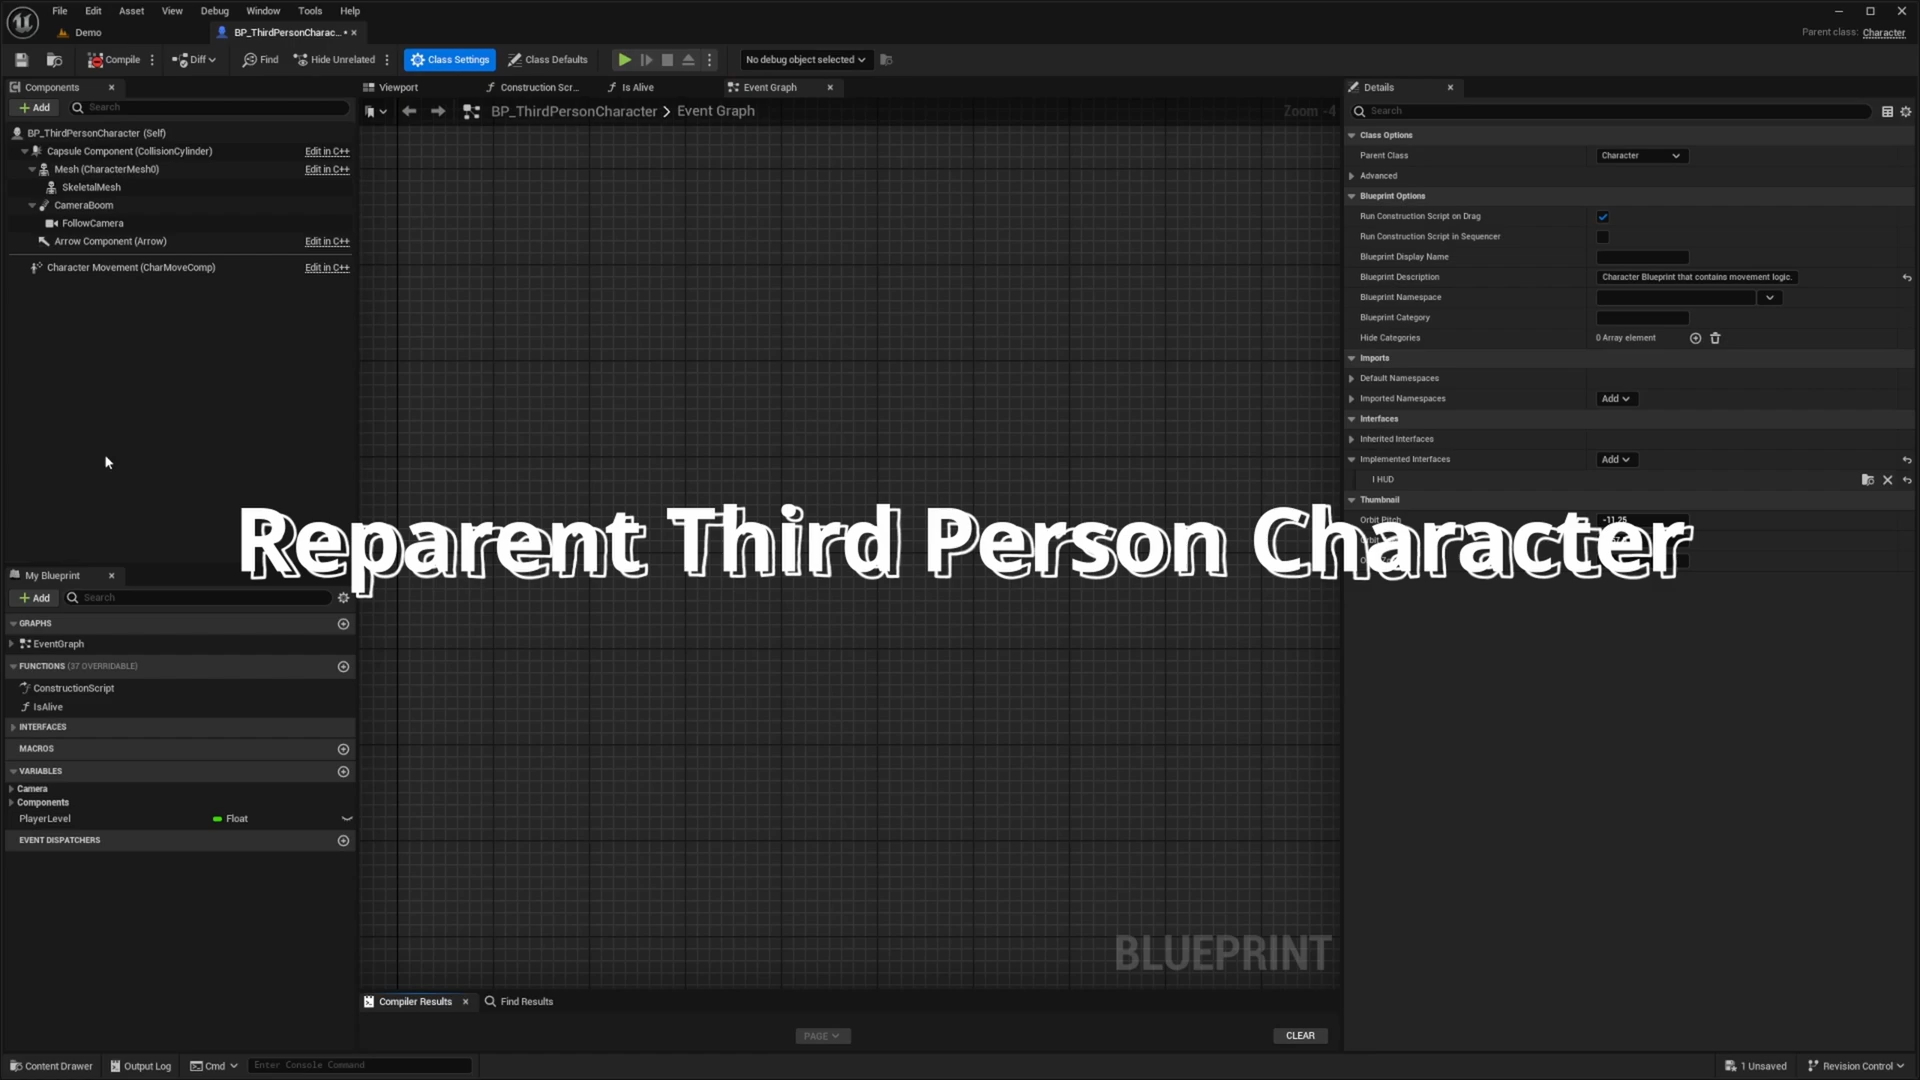 File Edit Asset View Debug Window Tools Help
Demo BP_ThirdPersonCharac... •
Parent class: Character
Compile Diff Find Hide Unrelated Class Settings Class Defaults No debug object selected
Components
Viewport Construction Scr... Is Alive Event Graph
Details
Add Search
BP_ThirdPersonCharacter > Event Graph
Zoom -4
Search
BP_ThirdPersonCharacter (Self)
Capsule Component (CollisionCylinder) Edit in C++
Mesh (CharacterMesh0) Edit in C++
SkeletalMesh
CameraBoom
FollowCamera
Arrow Component (Arrow) Edit in C++
Character Movement (CharMoveComp) Edit in C++
Class Options
Parent Class Character
Advanced
Blueprint Options
Run Construction Script on Drag
Run Construction Script in Sequencer
Blueprint Display Name
Blueprint Description Character Blueprint that contains movement logic.
Blueprint Namespace
Blueprint Category
Hide Categories 0 Array element
Imports
Default Namespaces
Imported Namespaces Add
Interfaces
Inherited Interfaces
Implemented Interfaces Add
I HUD
Thumbnail
Orbit Pitch -11.25
Reparent Third Person Character
My Blueprint
Add Search
GRAPHS
EventGraph
FUNCTIONS (37 OVERRIDABLE)
ConstructionScript
IsAlive
INTERFACES
MACROS
VARIABLES
Camera
Components
PlayerLevel Float
EVENT DISPATCHERS
BLUEPRINT
Compiler Results Find Results
PAGE CLEAR
Content Drawer Output Log Cmd Enter Console Command 1 Unsaved Revision Control